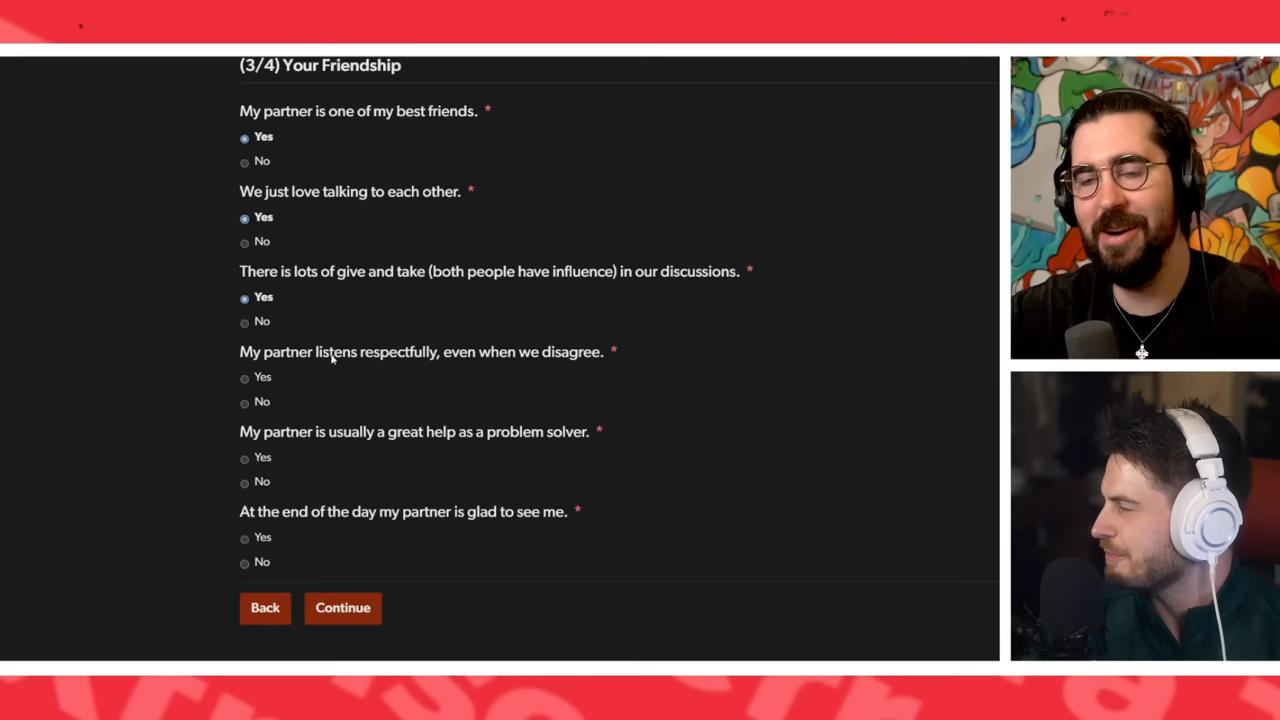 (3/4) Your Friendship
My partner is one of my best friends. *
Yes
No
We just love talking to each other. *
Yes
No
There is lots of give and take (both people have influence) in our discussions. *
Yes
No
My partner listens respectfully, even when we disagree. *
Yes
No
My partner is usually a great help as a problem solver. *
Yes
No
At the end of the day my partner is glad to see me. *
Yes
No
Back
Continue